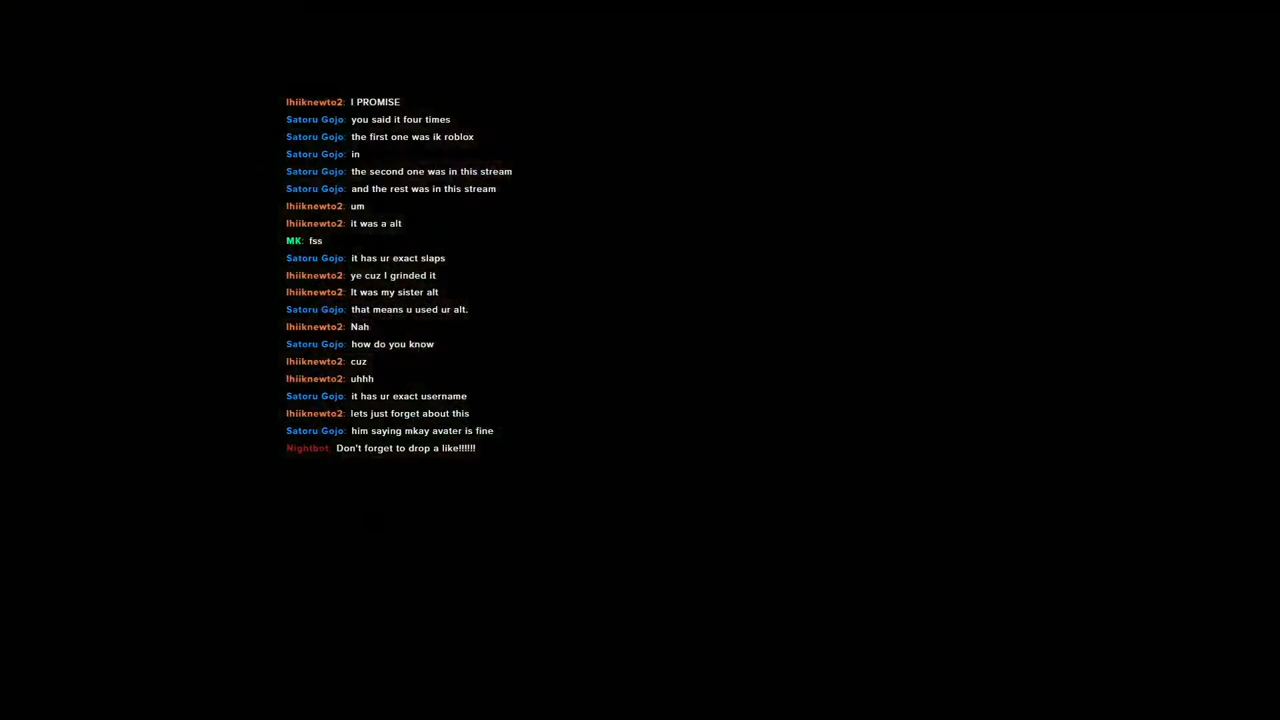 Ihiiknewto2: I PROMISE
Satoru Gojo: you said it four times
Satoru Gojo: the first one was ik roblox
Satoru Gojo: in
Satoru Gojo: the second one was in this stream
Satoru Gojo: and the rest was in this stream
Ihiiknewto2: um
Ihiiknewto2: it was a alt
MK: fss
Satoru Gojo: it has ur exact slaps
Ihiiknewto2: ye cuz I grinded it
Ihiiknewto2: It was my sister alt
Satoru Gojo: that means u used ur alt.
Ihiiknewto2: Nah
Satoru Gojo: how do you know
Ihiiknewto2: cuz
Ihiiknewto2: uhhh
Satoru Gojo: it has ur exact username
Ihiiknewto2: lets just forget about this
Satoru Gojo: him saying mkay avater is fine
Nightbot: Don't forget to drop a like!!!!!!